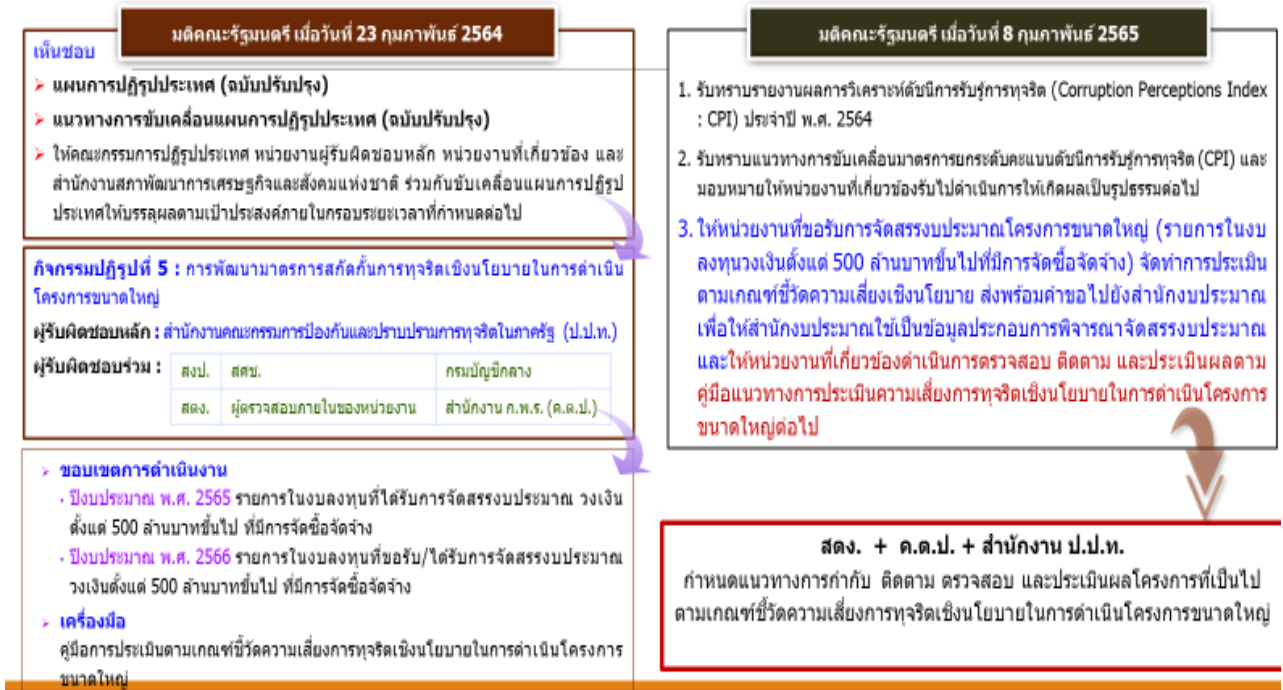 มติคณะรัฐมนตรี เมื่อวันที่ 23 กุมภาพันธ์ 2564
เห็นชอบ
➢ แผนการปฏิรูปประเทศ (ฉบับปรับปรุง)
➢ แนวทางการขับเคลื่อนแผนการปฏิรูปประเทศ (ฉบับปรับปรุง)
➢ ให้คณะกรรมการปฏิรูปประเทศ หน่วยงานผู้รับผิดชอบหลัก หน่วยงานที่เกี่ยวข้อง และ
สำนักงานสภาพัฒนาการเศรษฐกิจและสังคมแห่งชาติ ร่วมกันขับเคลื่อนแผนการปฏิรูป
ประเทศให้บรรลุผลตามเป้าประสงค์ภายในกรอบระยะเวลาที่กำหนดต่อไป
กิจกรรมปฏิรูปที่ 5 : การพัฒนามาตรการสกัดกั้นการทุจริตเชิงนโยบายในการดำเนิน
โครงการขนาดใหญ่
ผู้รับผิดชอบหลัก : สำนักงานคณะกรรมการป้องกันและปราบปรามการทุจริตในภาครัฐ (ป.ป.ท.)
ผู้รับผิดชอบร่วม : สงป. สศช. กรมบัญชีกลาง
สตง. ผู้ตรวจสอบภายในของหน่วยงาน สำนักงาน ก.พ.ร. (ค.ต.ป.)
➢ ขอบเขตการดำเนินงาน
- ปีงบประมาณ พ.ศ. 2565 รายการในงบลงทุนที่ได้รับการจัดสรรงบประมาณ วงเงิน
ตั้งแต่ 500 ล้านบาทขึ้นไป ที่มีการจัดซื้อจัดจ้าง
- ปีงบประมาณ พ.ศ. 2566 รายการในงบลงทุนที่ขอรับ/ได้รับการจัดสรรงบประมาณ
วงเงินตั้งแต่ 500 ล้านบาทขึ้นไป ที่มีการจัดซื้อจัดจ้าง
➢ เครื่องมือ
คู่มือการประเมินตามเกณฑ์ชี้วัดความเสี่ยงการทุจริตเชิงนโยบายในการดำเนินโครงการ
ขนาดใหญ่
มติคณะรัฐมนตรี เมื่อวันที่ 8 กุมภาพันธ์ 2565
1. รับทราบรายงานผลการวิเคราะห์ดัชนีการรับรู้การทุจริต (Corruption Perceptions Index
: CPI) ประจำปี พ.ศ. 2564
2. รับทราบแนวทางการขับเคลื่อนมาตรการยกระดับคะแนนดัชนีการรับรู้การทุจริต (CPI) และ
มอบหมายให้หน่วยงานที่เกี่ยวข้องรับไปดำเนินการให้เกิดผลเป็นรูปธรรมต่อไป
3. ให้หน่วยงานที่ขอรับการจัดสรรงบประมาณโครงการขนาดใหญ่ (รายการในงบ
ลงทุนวงเงินตั้งแต่ 500 ล้านบาทขึ้นไปที่มีการจัดซื้อจัดจ้าง) จัดทำการประเมิน
ตามเกณฑ์ชี้วัดความเสี่ยงเชิงนโยบาย ส่งพร้อมคำขอไปยังสำนักงบประมาณ
เพื่อให้สำนักงบประมาณใช้เป็นข้อมูลประกอบการพิจารณาจัดสรรงบประมาณ
และให้หน่วยงานที่เกี่ยวข้องดำเนินการตรวจสอบ ติดตาม และประเมินผลตาม
คู่มือแนวทางการประเมินความเสี่ยงการทุจริตเชิงนโยบายในการดำเนินโครงการ
ขนาดใหญ่ต่อไป
สตง. + ค.ต.ป. + สำนักงาน ป.ป.ท.
กำหนดแนวทางการกำกับ ติดตาม ตรวจสอบ และประเมินผลโครงการที่เป็นไป
ตามเกณฑ์ชี้วัดความเสี่ยงการทุจริตเชิงนโยบายในการดำเนินโครงการขนาดใหญ่